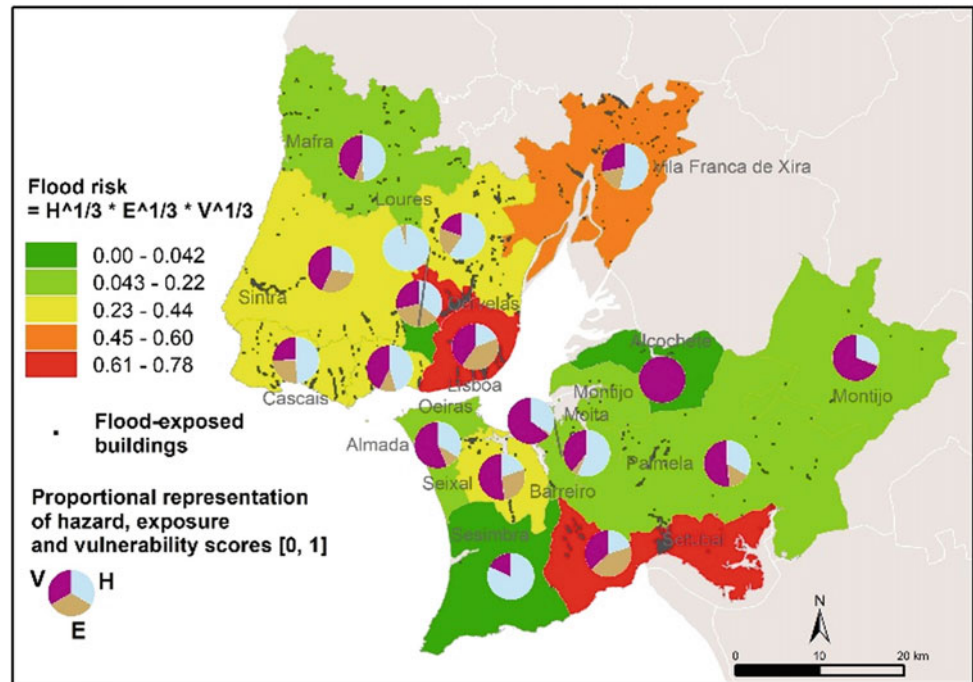 Mafra
Vila Franca de Xira
Flood risk
= H^1/3 * E^1/3 * V^1/3
Loures
0.00 - 0.042
0.043 - 0.22
0.23 - 0.44
0.45 - 0.60
0.61 - 0.78
Sintra
Odivelas
Alcochete
Lisboa
Cascais
Oeiras
Montijo
Montijo
Moita
Flood-exposed
buildings
Almada
Palmela
Seixal
Barreiro
Proportional representation
of hazard, exposure
and vulnerability scores [0, 1]
Sesimbra
Setúbal
V
H
E
N
0
10
20 km